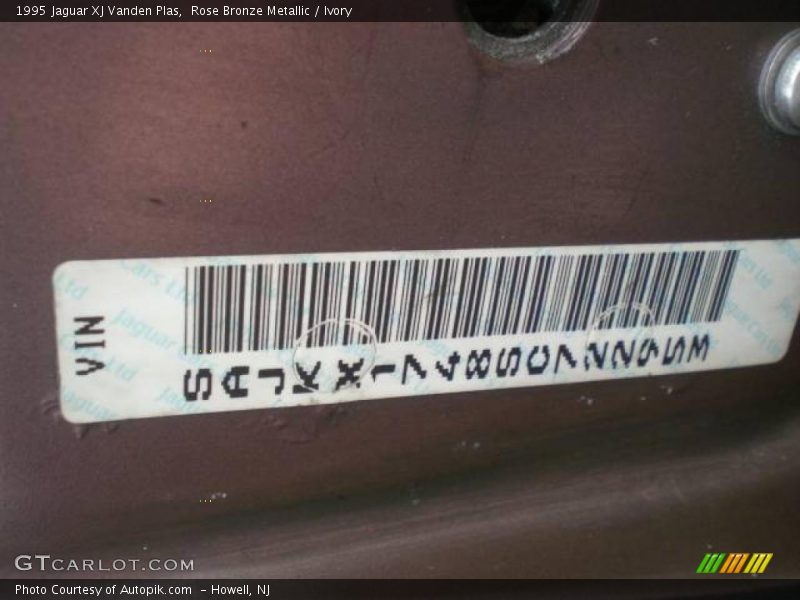 1995 Jaguar XJ Vanden Plas, Rose Bronze Metallic / Ivory
VIN
SAJKX1748SC722953
GTCARLOT.COM
Photo Courtesy of Autopik.com - Howell, NJ